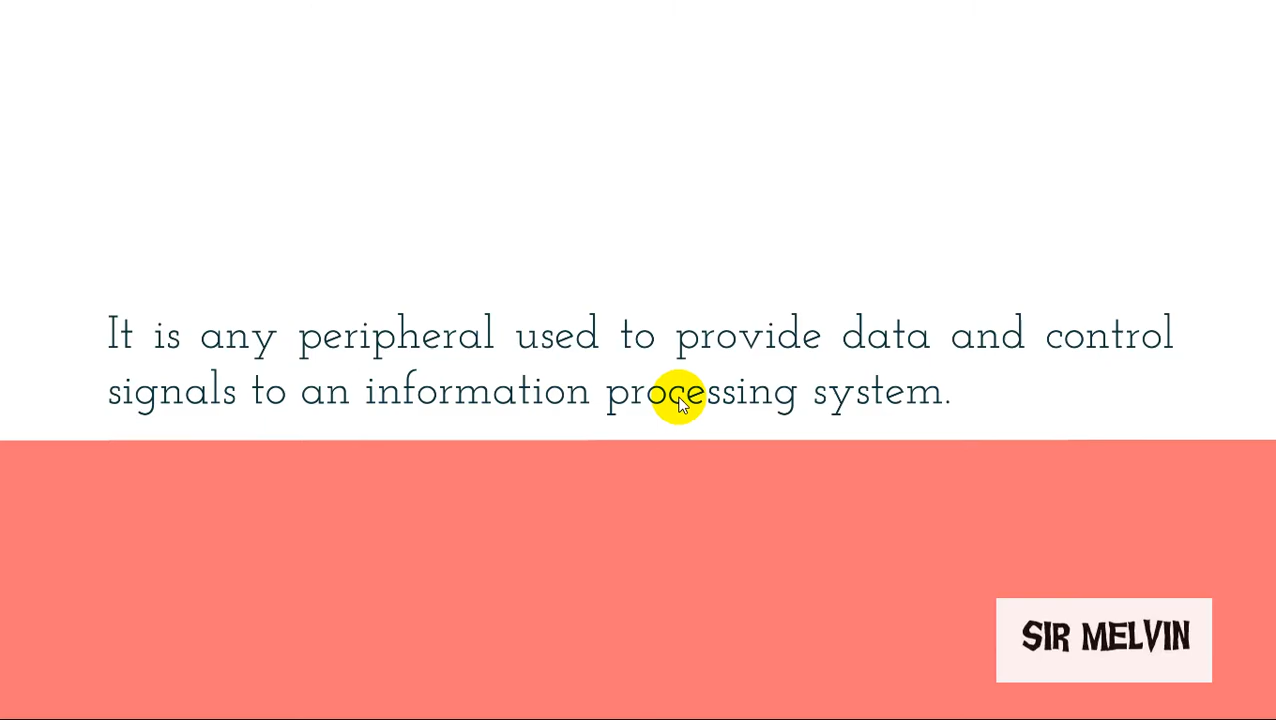 It is any peripheral used to provide data and control
signals to an information processing system.
SIR MELVIN